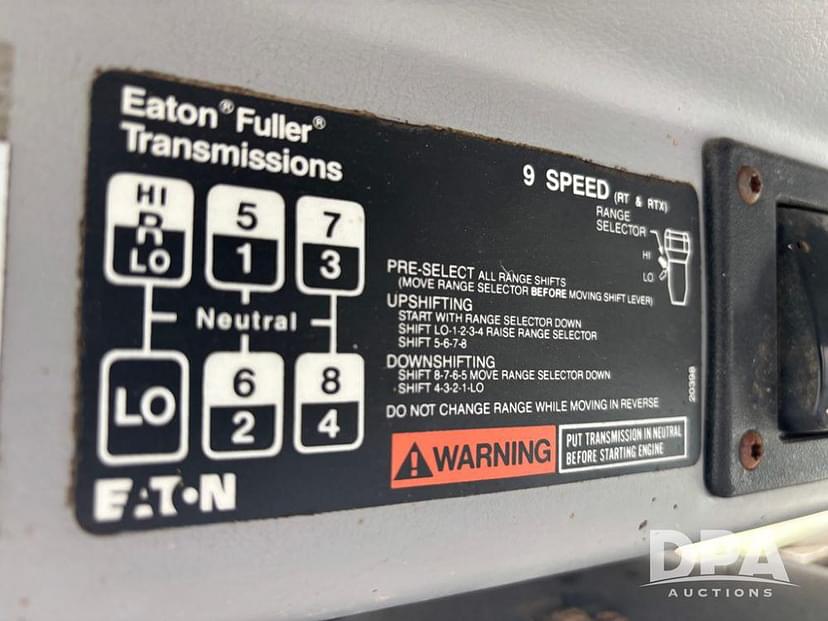 Eaton® Fuller®
Transmissions
9 SPEED (RT & RTX)
RANGE
SELECTOR
HI
LO
HI
R
LO
5
1
7
3
Neutral
LO
6
2
8
4
PRE-SELECT ALL RANGE SHIFTS
(MOVE RANGE SELECTOR BEFORE MOVING SHIFT LEVER)
UPSHIFTING
START WITH RANGE SELECTOR DOWN
SHIFT LO-1-2-3-4 RAISE RANGE SELECTOR
SHIFT 5-6-7-8
DOWNSHIFTING
SHIFT 8-7-6-5 MOVE RANGE SELECTOR DOWN
SHIFT 4-3-2-1-LO
DO NOT CHANGE RANGE WHILE MOVING IN REVERSE
20398
WARNING
PUT TRANSMISSION IN NEUTRAL
BEFORE STARTING ENGINE
EATON
DPA
AUCTIONS